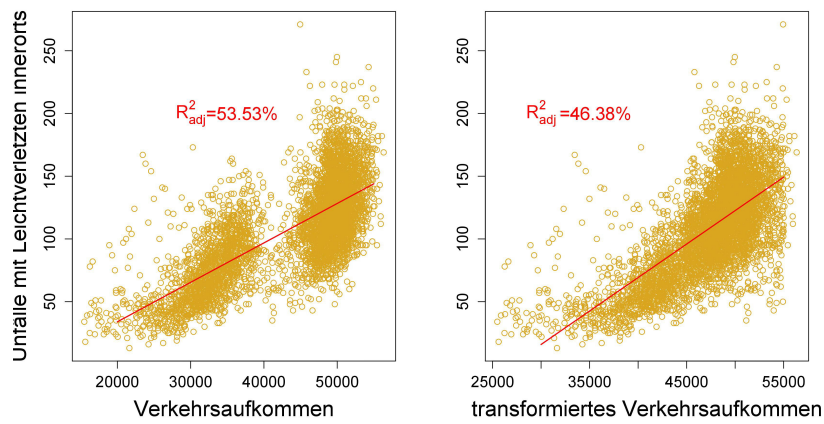 Unfälle mit Leichtverletzten innerorts
250
200
150
100
50
R²adj=53.53%
20000 30000 40000 50000
Verkehrsaufkommen
250
200
150
100
50
R²adj=46.38%
25000 35000 45000 55000
transformiertes Verkehrsaufkommen